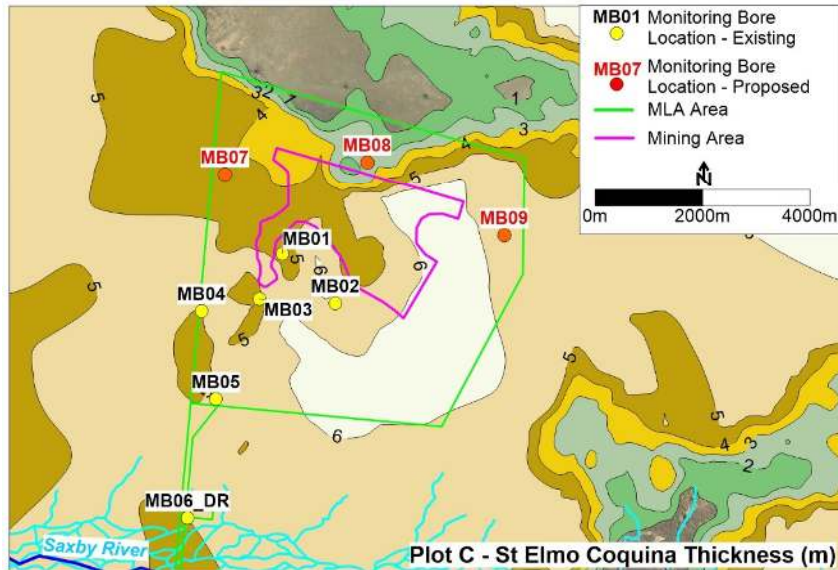 MB01 Monitoring Bore
Location - Existing
MB07 Monitoring Bore
Location - Proposed
MLA Area
Mining Area
N
0m 2000m 4000m
1
3
4
5
32
1
4
5
MB07
MB08
5
MB09
MB01
5
6
6
MB02
MB03
MB04
5
5
MB05
6
5
4
3
2
MB06_DR
Saxby River
Plot C - St Elmo Coquina Thickness (m)